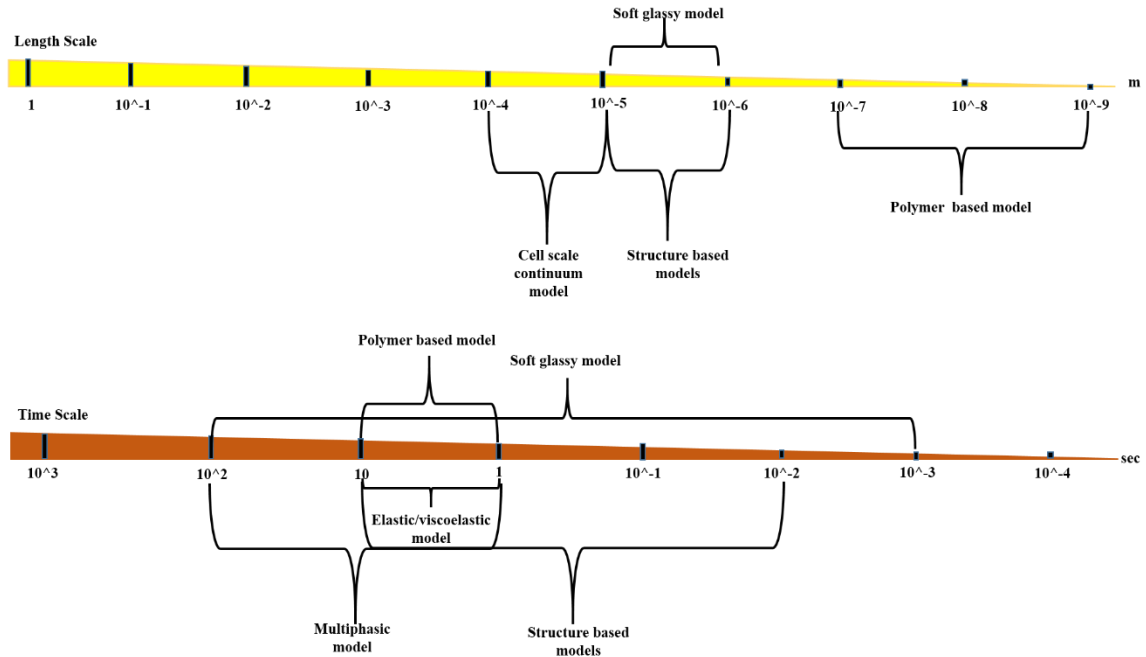 Soft glassy model
Length Scale
m
1 10^-1 10^-2 10^-3 10^-4 10^-5 10^-6 10^-7 10^-8 10^-9
Polymer based model
Cell scale
continuum
model
Structure based
models
Polymer based model
Soft glassy model
Time Scale
sec
10^3 10^2 10 1 10^-1 10^-2 10^-3 10^-4
Elastic/viscoelastic
model
Multiphasic
model
Structure based
models